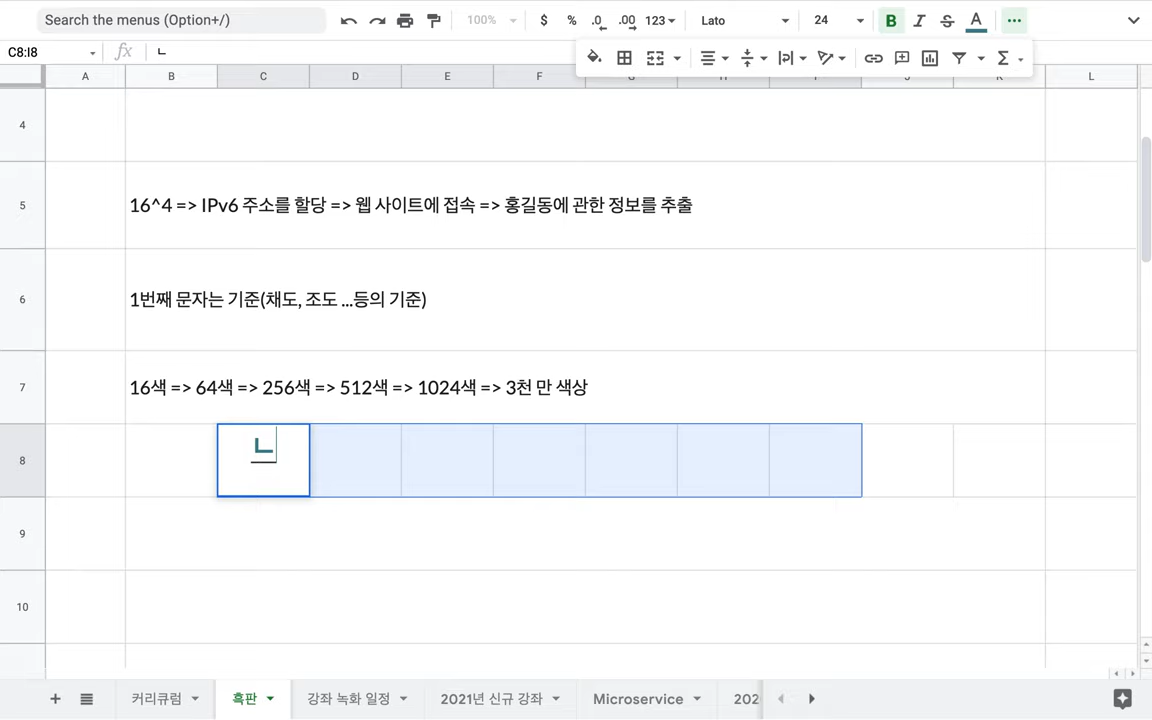 Search the menus (Option+/)
100%
$ % .0 .00 123
Lato
24
B I S A
C8:I8
fx
ㄴ
A B C D E F G H I J K L
4
5
16^4 => IPv6 주소를 할당 => 웹 사이트에 접속 => 홍길동에 관한 정보를 추출
6
1번째 문자는 기준(채도, 조도 ...등의 기준)
7
16색 => 64색 => 256색 => 512색 => 1024색 => 3천 만 색상
8
ㄴ
9
10
커리큐럼
흑판
강좌 녹화 일정
2021년 신규 강좌
Microservice
202